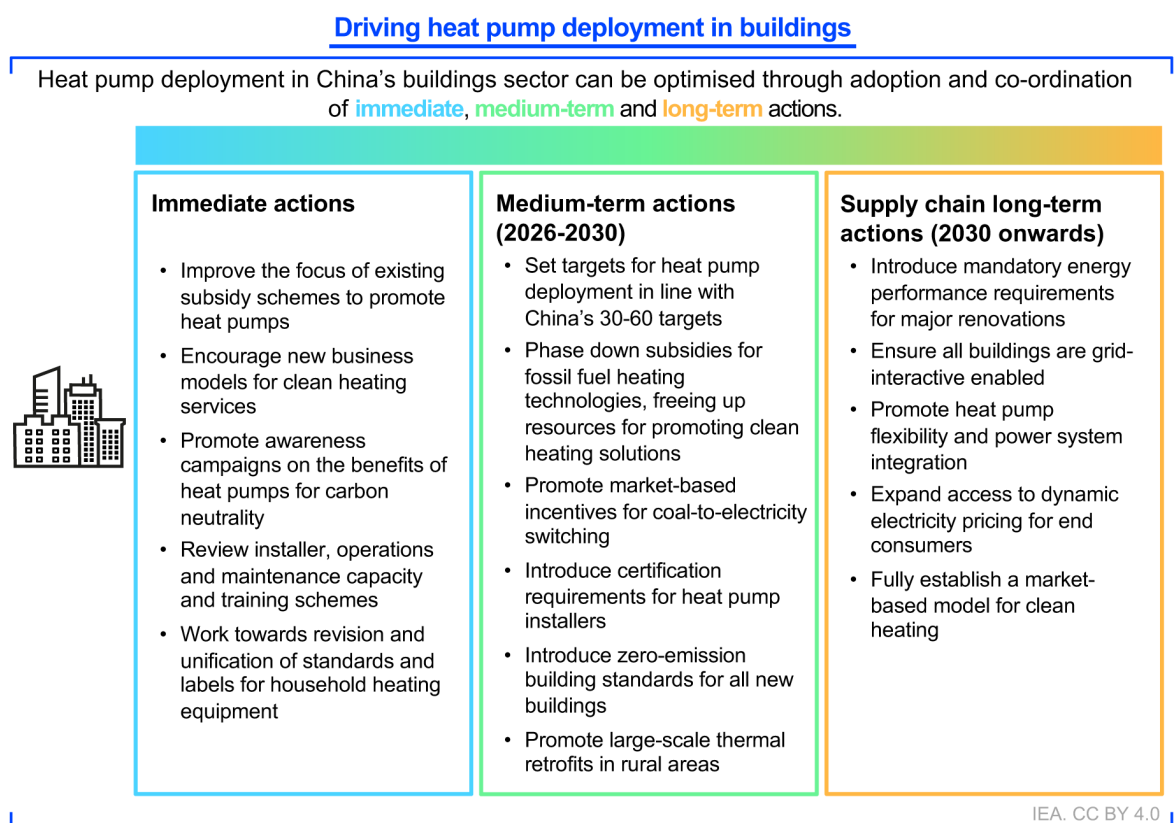 Driving heat pump deployment in buildings
Heat pump deployment in China’s buildings sector can be optimised through adoption and co-ordination
of immediate, medium-term and long-term actions.
Immediate actions
• Improve the focus of existing
subsidy schemes to promote
heat pumps
• Encourage new business
models for clean heating
services
• Promote awareness
campaigns on the benefits of
heat pumps for carbon
neutrality
• Review installer, operations
and maintenance capacity
and training schemes
• Work towards revision and
unification of standards and
labels for household heating
equipment
Medium-term actions
(2026-2030)
• Set targets for heat pump
deployment in line with
China’s 30-60 targets
• Phase down subsidies for
fossil fuel heating
technologies, freeing up
resources for promoting clean
heating solutions
• Promote market-based
incentives for coal-to-electricity
switching
• Introduce certification
requirements for heat pump
installers
• Introduce zero-emission
building standards for all new
buildings
• Promote large-scale thermal
retrofits in rural areas
Supply chain long-term
actions (2030 onwards)
• Introduce mandatory energy
performance requirements
for major renovations
• Ensure all buildings are grid-
interactive enabled
• Promote heat pump
flexibility and power system
integration
• Expand access to dynamic
electricity pricing for end
consumers
• Fully establish a market-
based model for clean
heating
IEA. CC BY 4.0